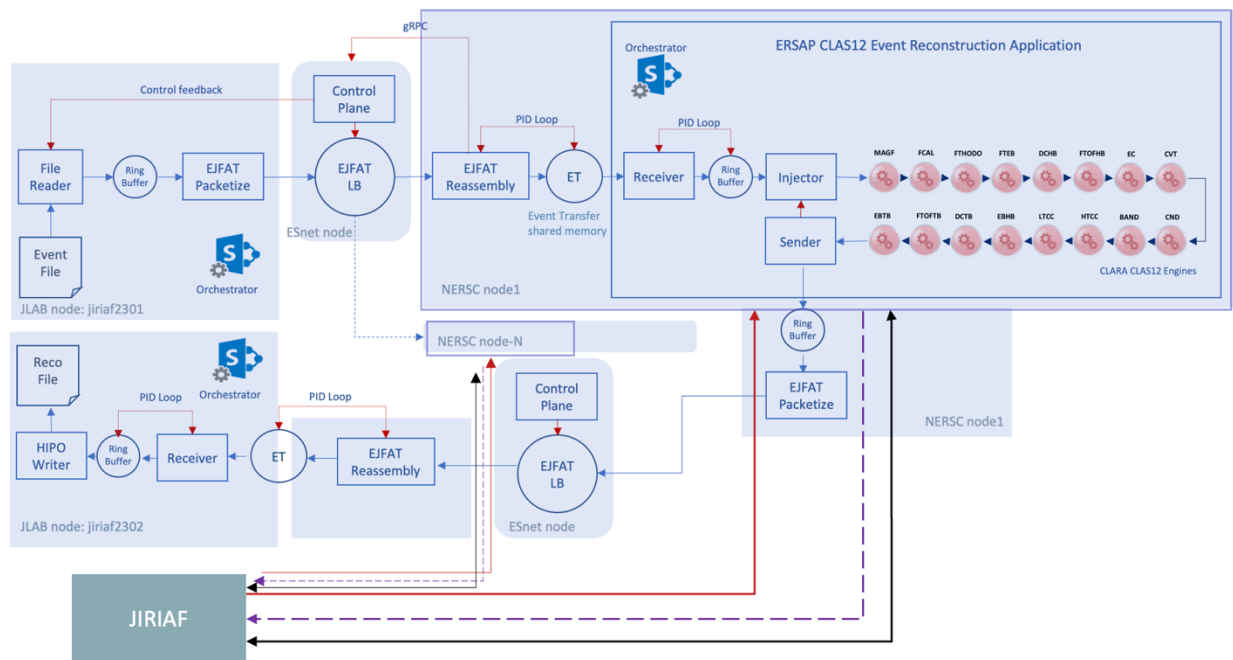 gRPC
ERSAP CLAS12 Event Reconstruction Application
Orchestrator
Control feedback
Control
Plane
PID Loop
PID Loop
File
Reader
Ring
Buffer
EJFAT
Packetize
EJFAT
LB
EJFAT
Reassembly
ET
Receiver
Ring
Buffer
Injector
MAGF FCAL FTHODO FTEB DCHB FTOFHB EC CVT
Event Transfer
shared memory
EBTB FTOFTB DCTB EBHB LTCC HTCC BAND CND
Sender
CLARA CLAS12 Engines
ESnet node
Event
File
Orchestrator
JLAB node: jiriaf2301
NERSC node1
Ring
Buffer
NERSC node-N
Reco
File
Orchestrator
Control
Plane
EJFAT
Packetize
NERSC node1
PID Loop
PID Loop
HIPO
Writer
Ring
Buffer
Receiver
ET
EJFAT
Reassembly
EJFAT
LB
JLAB node: jiriaf2302
ESnet node
JIRIAF